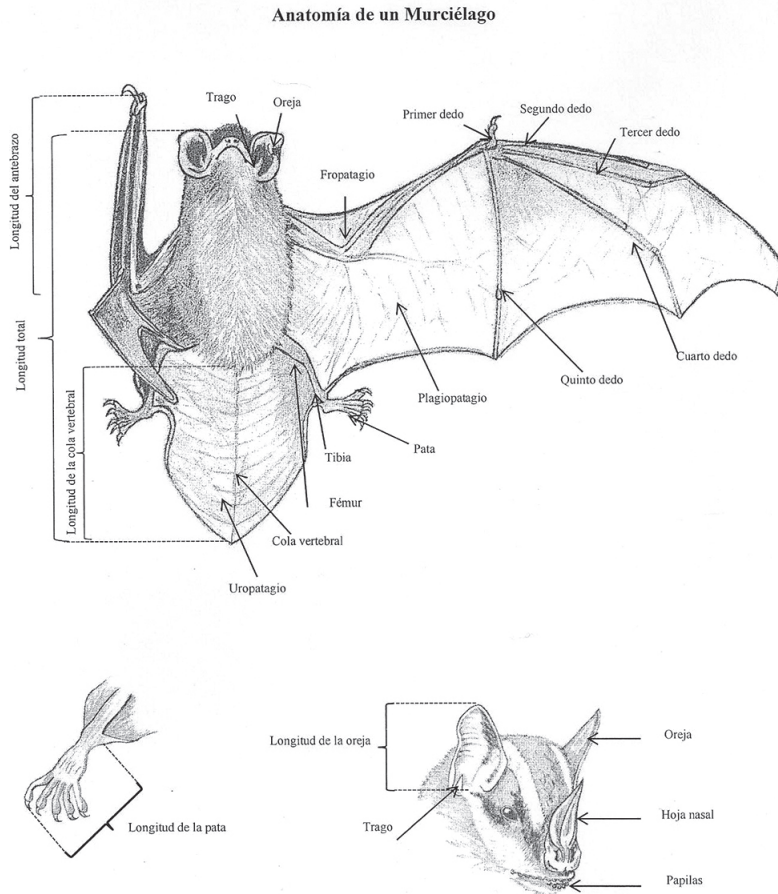 Anatomía de un Murciélago
Trago
Oreja
Primer dedo
Segundo dedo
Tercer dedo
Fropatagio
Longitud del antebrazo
Longitud total
Longitud de la cola vertebral
Cuarto dedo
Quinto dedo
Plagiopatagio
Pata
Tibia
Fémur
Cola vertebral
Uropatagio
Longitud de la oreja
Oreja
Hoja nasal
Trago
Longitud de la pata
Papilas